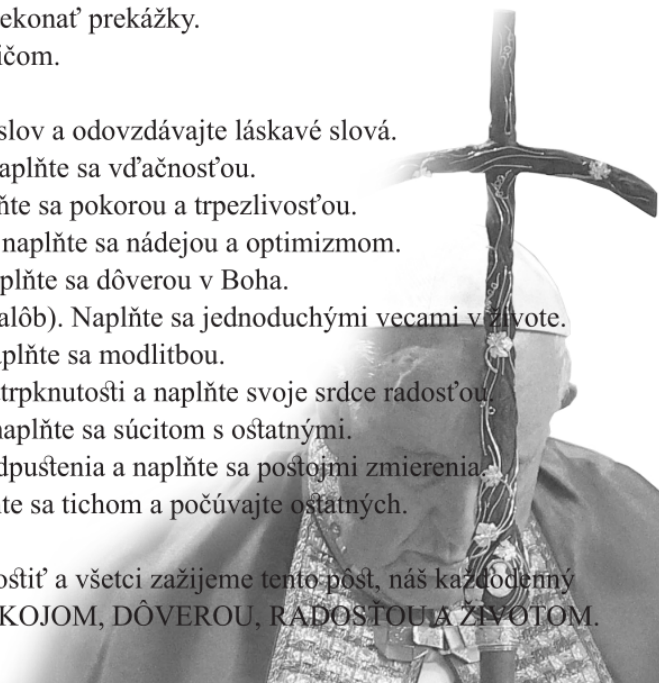 ekonať prekážky.
ičom.
slov a odovzdávajte láskavé slová.
aplňte sa vďačnosťou.
ňte sa pokorou a trpezlivosťou.
naplňte sa nádejou a optimizmom.
plňte sa dôverou v Boha.
alôb). Naplňte sa jednoduchými vecami v živote.
aplňte sa modlitbou.
trpknutosti a naplňte svoje srdce radosťou.
naplňte sa súcitom s ostatnými.
dpustenia a naplňte sa postojmi zmierenia.
ite sa tichom a počúvajte ostatných.
ostiť a všetci zažijeme tento pôst, náš každodenný
KOJOM, DÔVEROU, RADOSŤOU A ŽIVOTOM.